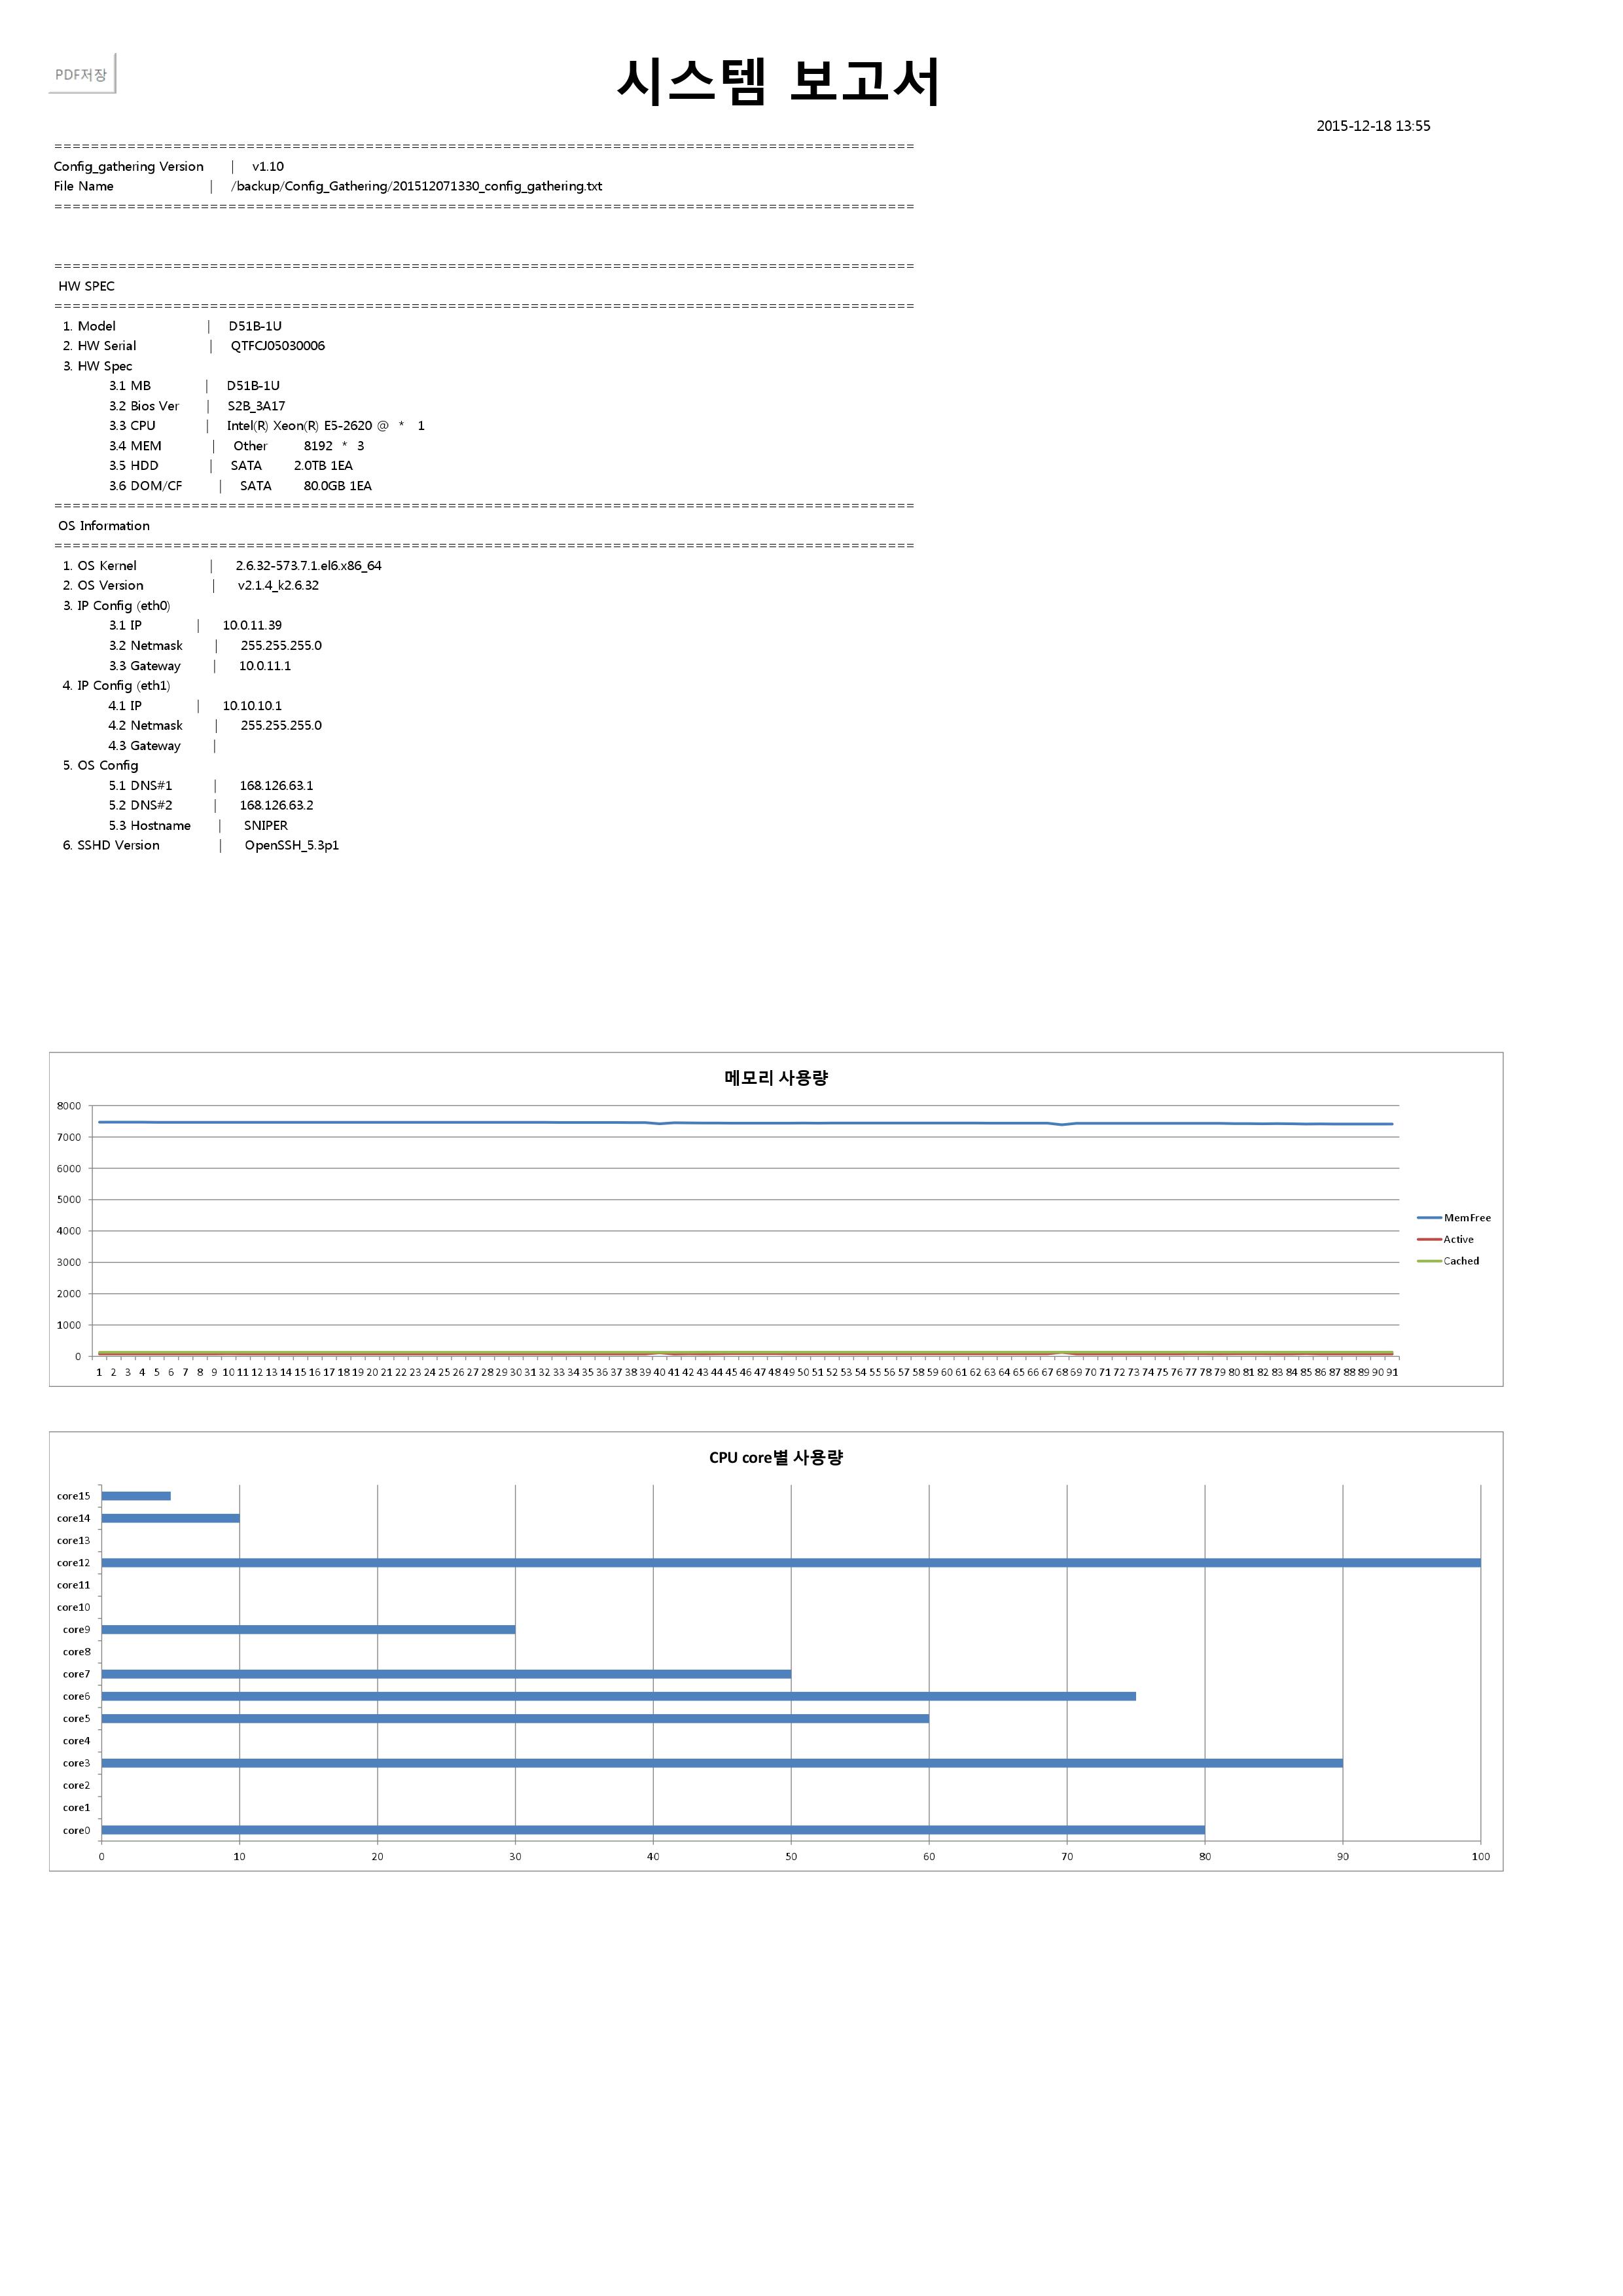 PDF저장
시스템 보고서
2015-12-18 13:55
==============================================================================================
Config_gathering Version | v1.10
File Name | /backup/Config_Gathering/201512071330_config_gathering.txt
==============================================================================================
==============================================================================================
HW SPEC
==============================================================================================
1. Model | D51B-1U
2. HW Serial | QTFCJ05030006
3. HW Spec
3.1 MB | D51B-1U
3.2 Bios Ver | S2B_3A17
3.3 CPU | Intel(R) Xeon(R) E5-2620 @ * 1
3.4 MEM | Other 8192 * 3
3.5 HDD | SATA 2.0TB 1EA
3.6 DOM/CF | SATA 80.0GB 1EA
==============================================================================================
OS Information
==============================================================================================
1. OS Kernel | 2.6.32-573.7.1.el6.x86_64
2. OS Version | v2.1.4_k2.6.32
3. IP Config (eth0)
3.1 IP | 10.0.11.39
3.2 Netmask | 255.255.255.0
3.3 Gateway | 10.0.11.1
4. IP Config (eth1)
4.1 IP | 10.10.10.1
4.2 Netmask | 255.255.255.0
4.3 Gateway |
5. OS Config
5.1 DNS#1 | 168.126.63.1
5.2 DNS#2 | 168.126.63.2
5.3 Hostname | SNIPER
6. SSHD Version | OpenSSH_5.3p1
메모리 사용량
8000
7000
6000
5000
4000
3000
2000
1000
0
MemFree
Active
Cached
1 2 3 4 5 6 7 8 9 10 11 12 13 14 15 16 17 18 19 20 21 22 23 24 25 26 27 28 29 30 31 32 33 34 35 36 37 38 39 40 41 42 43 44 45 46 47 48 49 50 51 52 53 54 55 56 57 58 59 60 61 62 63 64 65 66 67 68 69 70 71 72 73 74 75 76 77 78 79 80 81 82 83 84 85 86 87 88 89 90 91
CPU core별 사용량
core15
core14
core13
core12
core11
core10
core9
core8
core7
core6
core5
core4
core3
core2
core1
core0
0 10 20 30 40 50 60 70 80 90 100